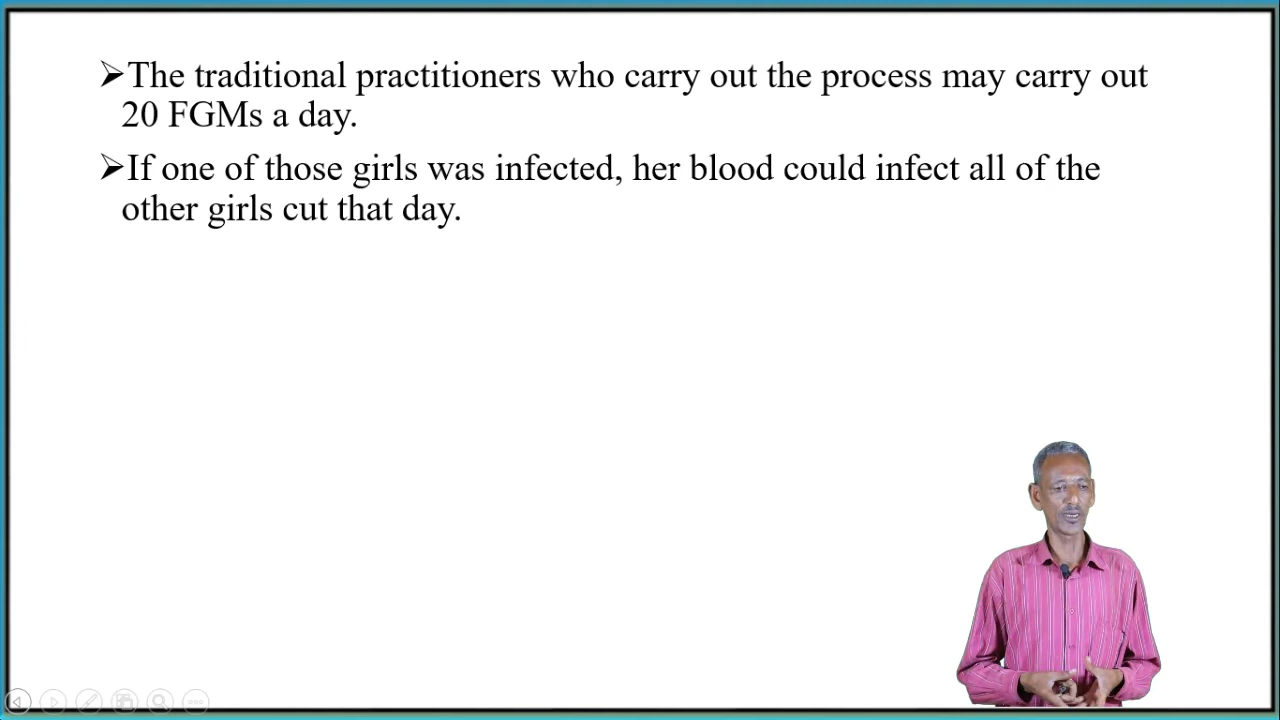 ➢The traditional practitioners who carry out the process may carry out
20 FGMs a day.
➢If one of those girls was infected, her blood could infect all of the
other girls cut that day.